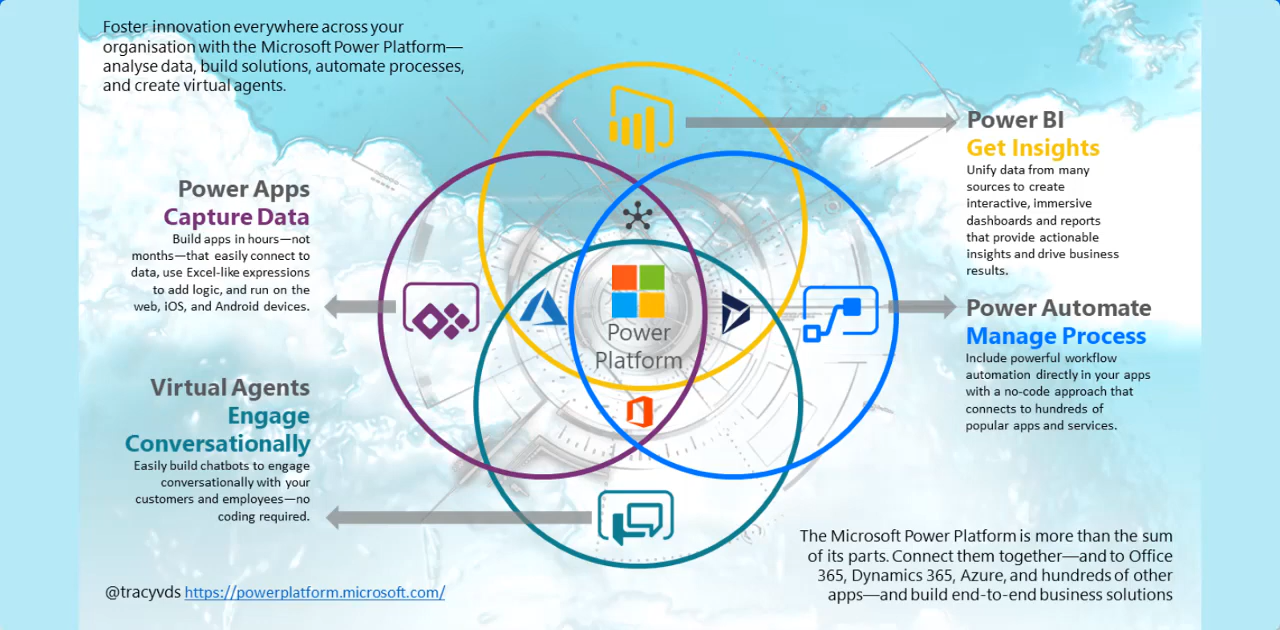 Foster innovation everywhere across your
organisation with the Microsoft Power Platform—
analyse data, build solutions, automate processes,
and create virtual agents.
Power BI
Get Insights
Unify data from many
sources to create
interactive, immersive
dashboards and reports
that provide actionable
insights and drive business
results.
Power Apps
Capture Data
Build apps in hours—not
months—that easily connect to
data, use Excel-like expressions
to add logic, and run on the
web, iOS, and Android devices.
Power
Platform
Power Automate
Manage Process
Include powerful workflow
automation directly in your apps
with a no-code approach that
connects to hundreds of
popular apps and services.
Virtual Agents
Engage
Conversationally
Easily build chatbots to engage
conversationally with your
customers and employees—no
coding required.
The Microsoft Power Platform is more than the sum
of its parts. Connect them together—and to Office
365, Dynamics 365, Azure, and hundreds of other
apps—and build end-to-end business solutions
@tracyvds https://powerplatform.microsoft.com/